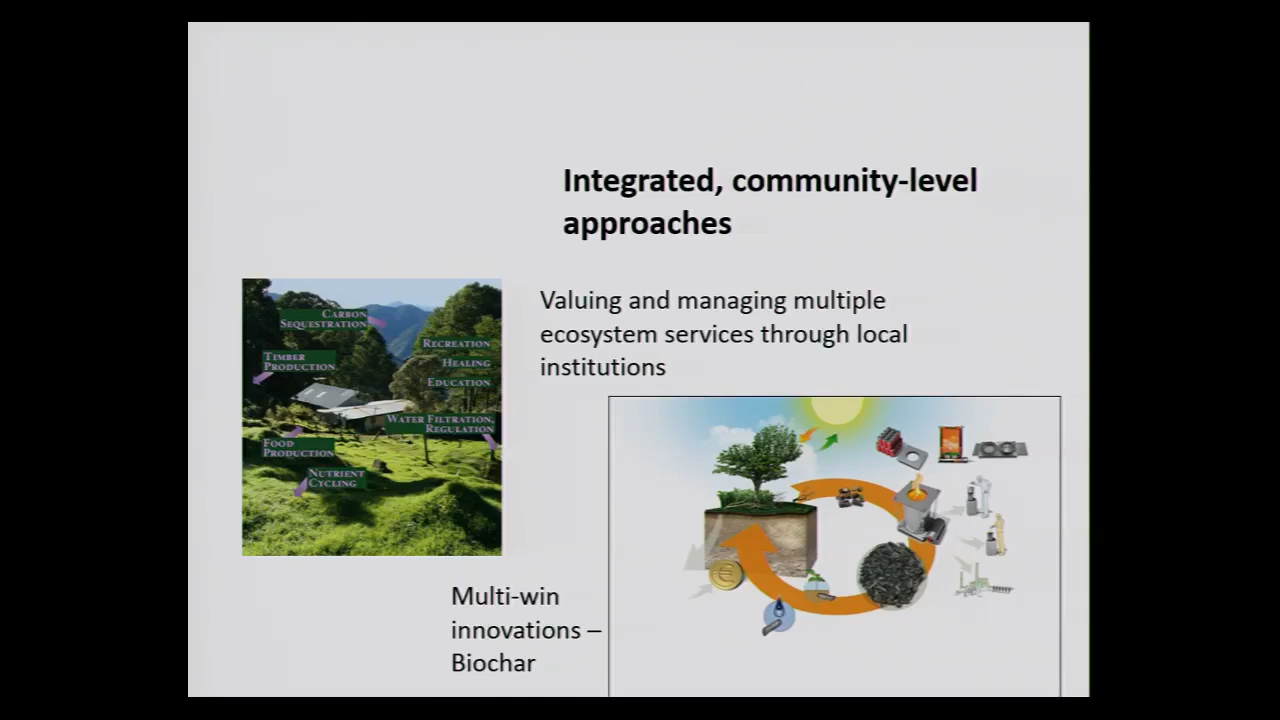 Integrated, community-level
approaches
Valuing and managing multiple
ecosystem services through local
institutions
CARBON
SEQUESTRATION
RECREATION
TIMBER
PRODUCTION
HEALING
EDUCATION
WATER FILTRATION,
REGULATION
FOOD
PRODUCTION
NUTRIENT
CYCLING
€
Multi-win
innovations –
Biochar